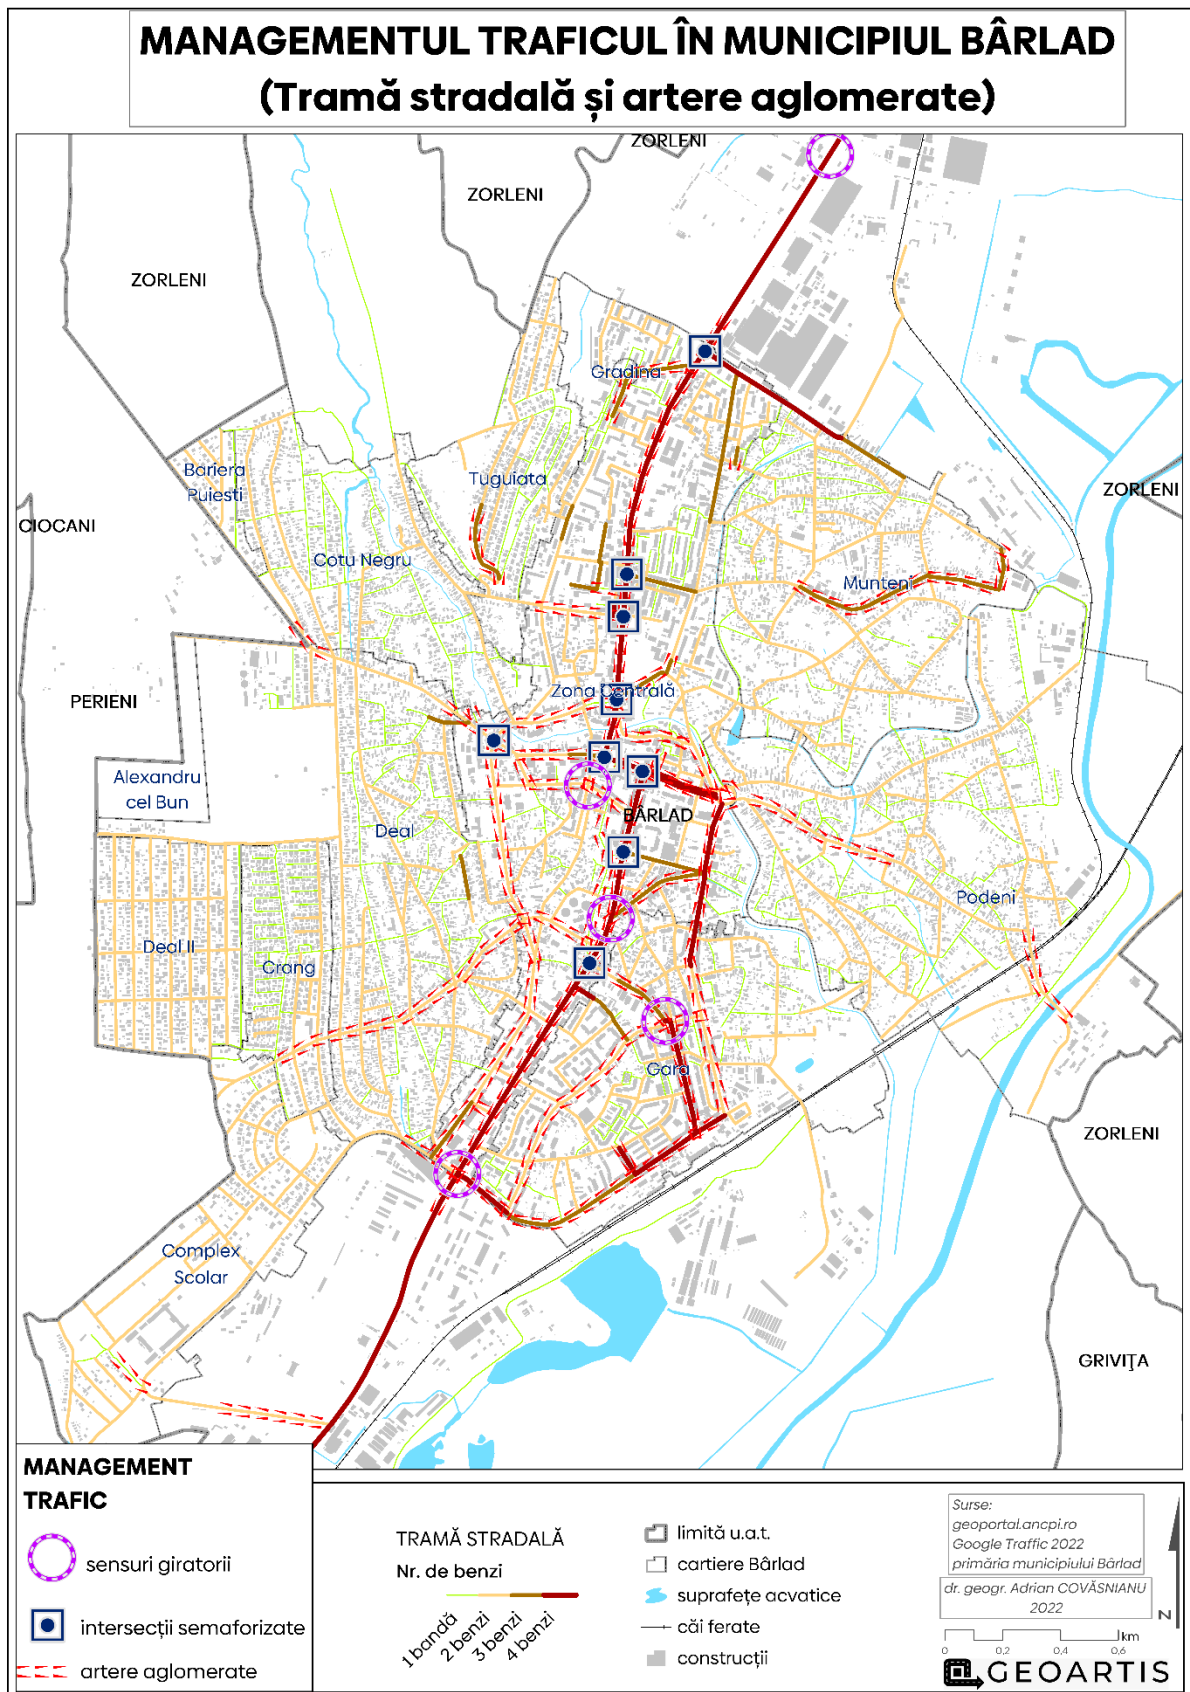 MANAGEMENTUL TRAFICUL ÎN MUNICIPIUL BÂRLAD
(Tramă stradală și artere aglomerate)
ZORLENI
ZORLENI
ZORLENI
Gradina
Bariera
Puiesti
Tuguiata
ZORLENI
CIOCANI
Cotu Negru
Munteni
Zona Centrală
PERIENI
Alexandru
cel Bun
Deal
BÂRLAD
Podeni
Deal II
Crang
Gara
ZORLENI
Complex
Scolar
GRIVIȚA
MANAGEMENT
TRAFIC
sensuri giratorii
intersecții semaforizate
artere aglomerate
TRAMĂ STRADALĂ
Nr. de benzi
1 bandă
2 benzi
3 benzi
4 benzi
limită u.a.t.
cartiere Bârlad
suprafețe acvatice
căi ferate
construcții
Surse:
geoportal.ancpi.ro
Google Traffic 2022
primăria municipiului Bârlad
dr. geogr. Adrian COVĂSNIANU
2022
N
km
0 0,2 0,4 0,6
GEOARTIS